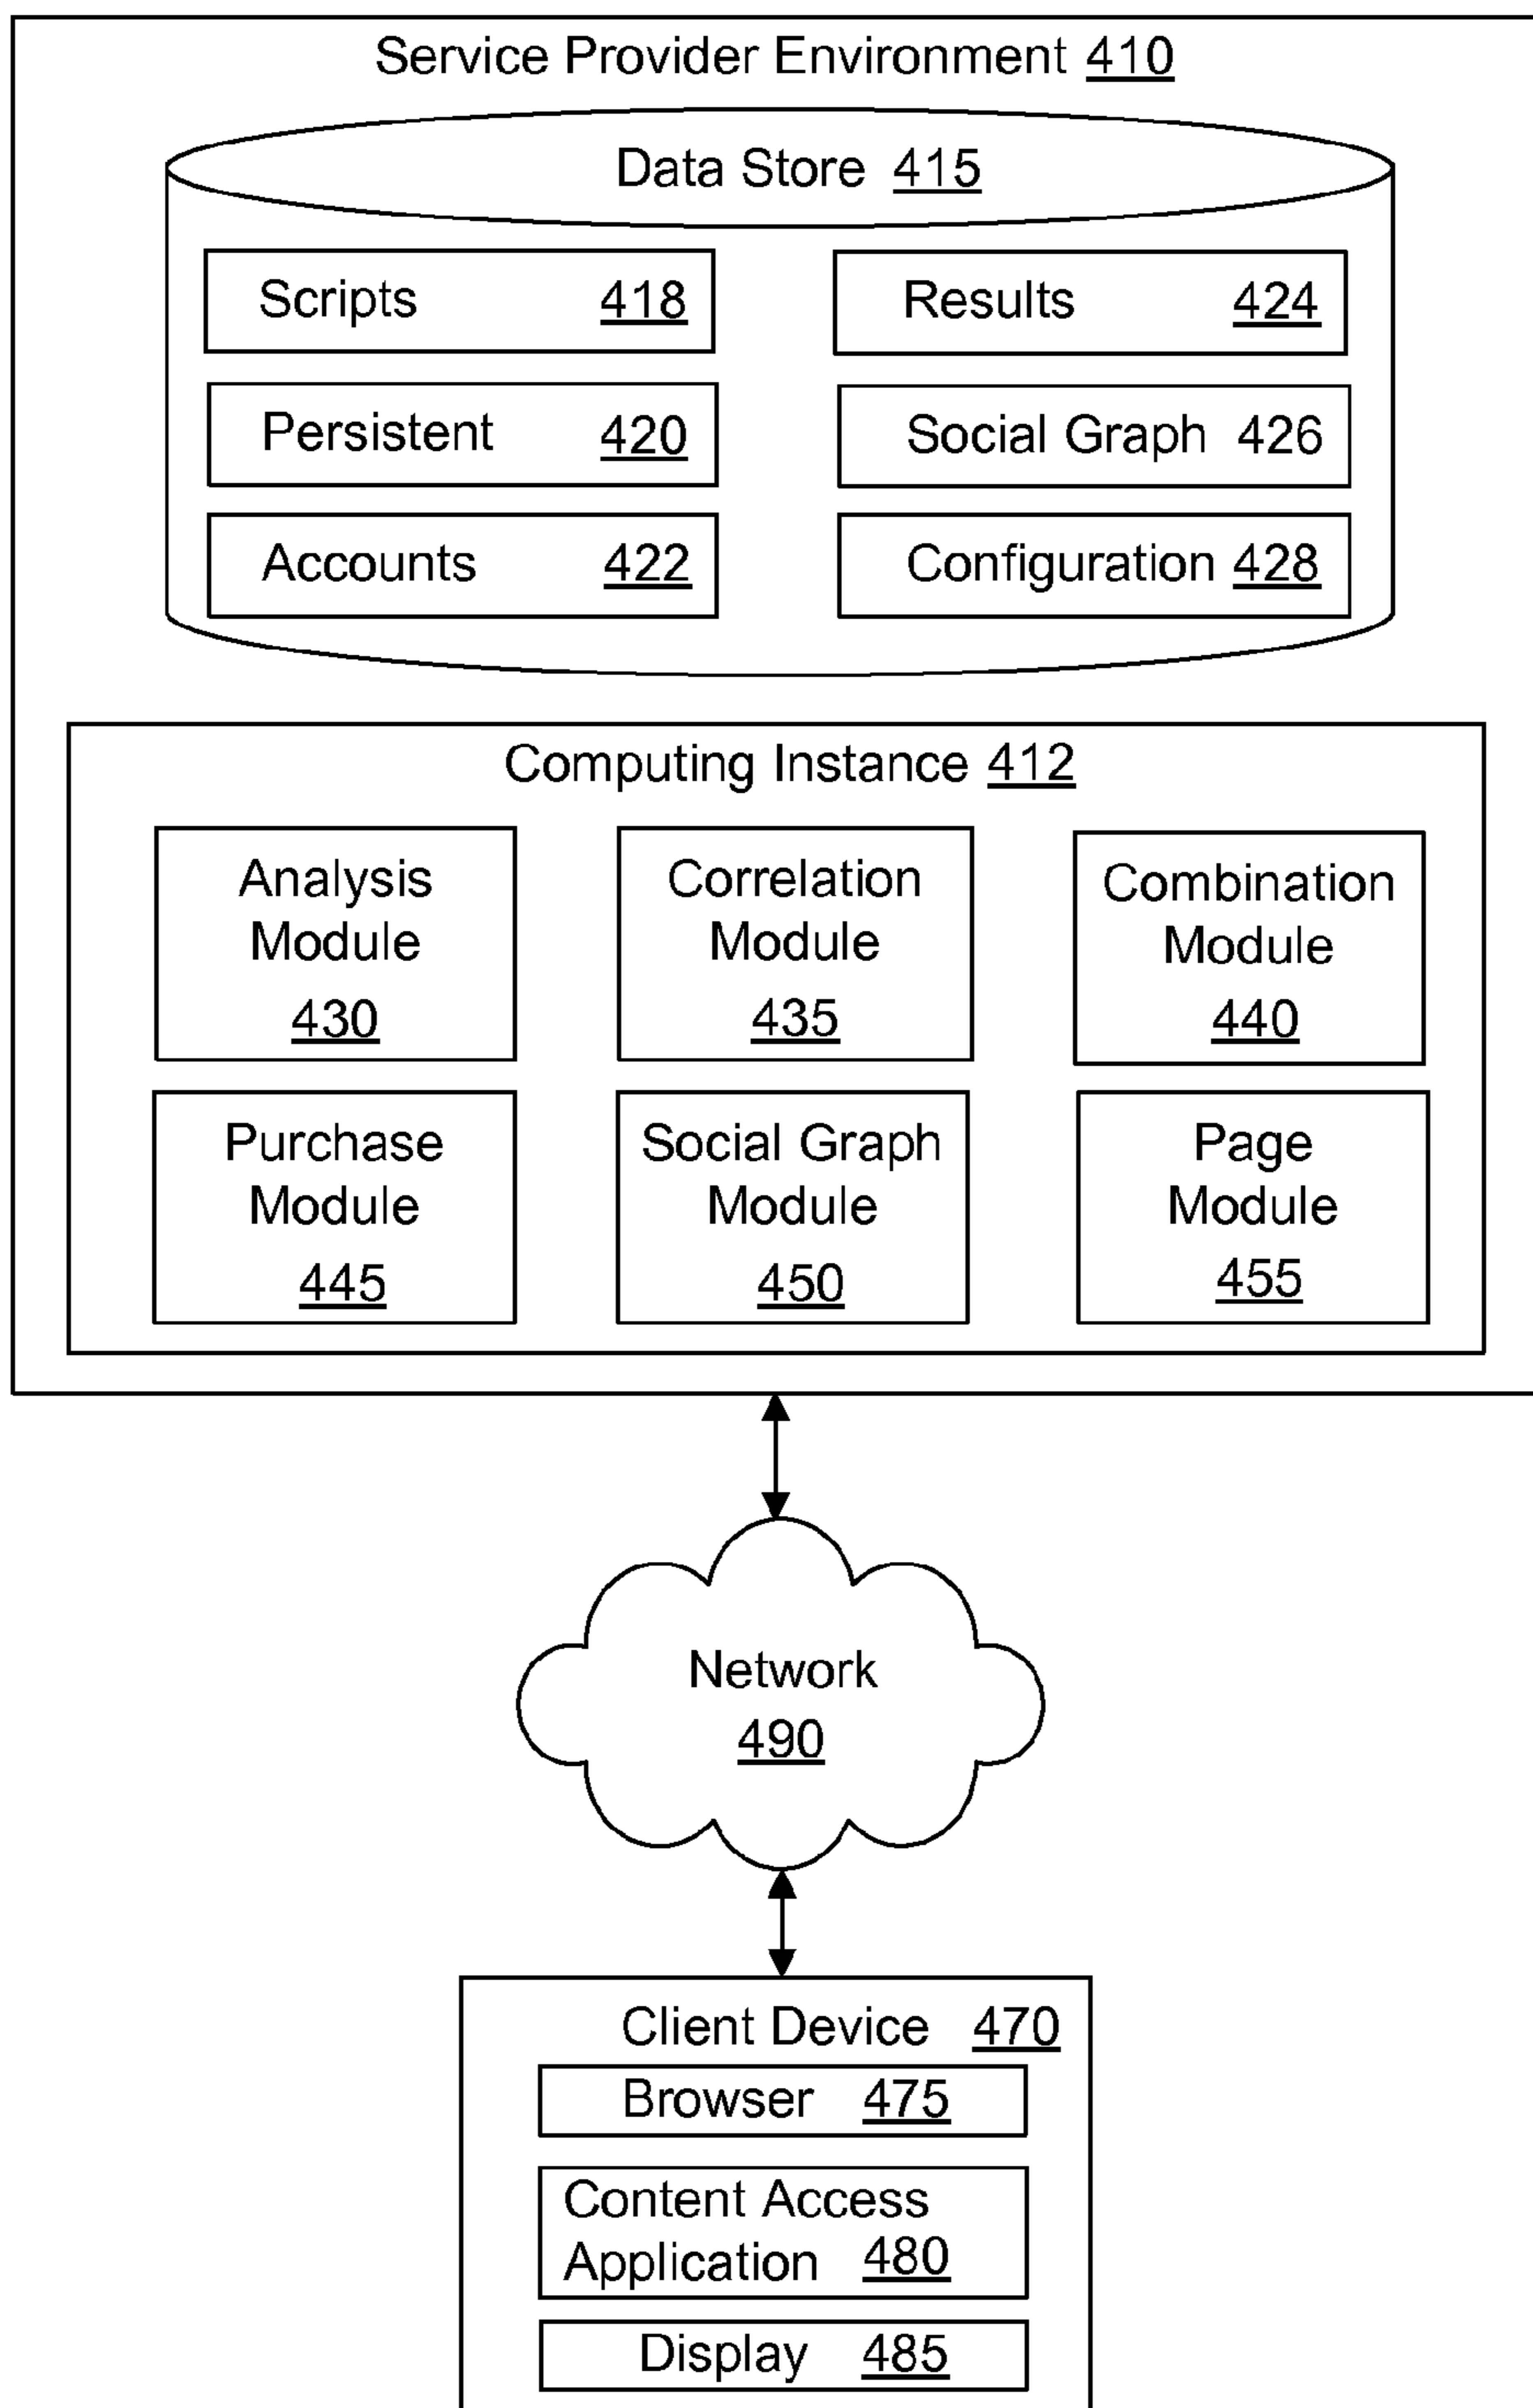 Service Provider Environment 410
Data Store 415
Scripts 418
Results 424
Persistent 420
Social Graph 426
Accounts 422
Configuration 428
Computing Instance 412
Analysis
Module
430
Correlation
Module
435
Combination
Module
440
Purchase
Module
445
Social Graph
Module
450
Page
Module
455
Network
490
Client Device 470
Browser 475
Content Access
Application 480
Display 485